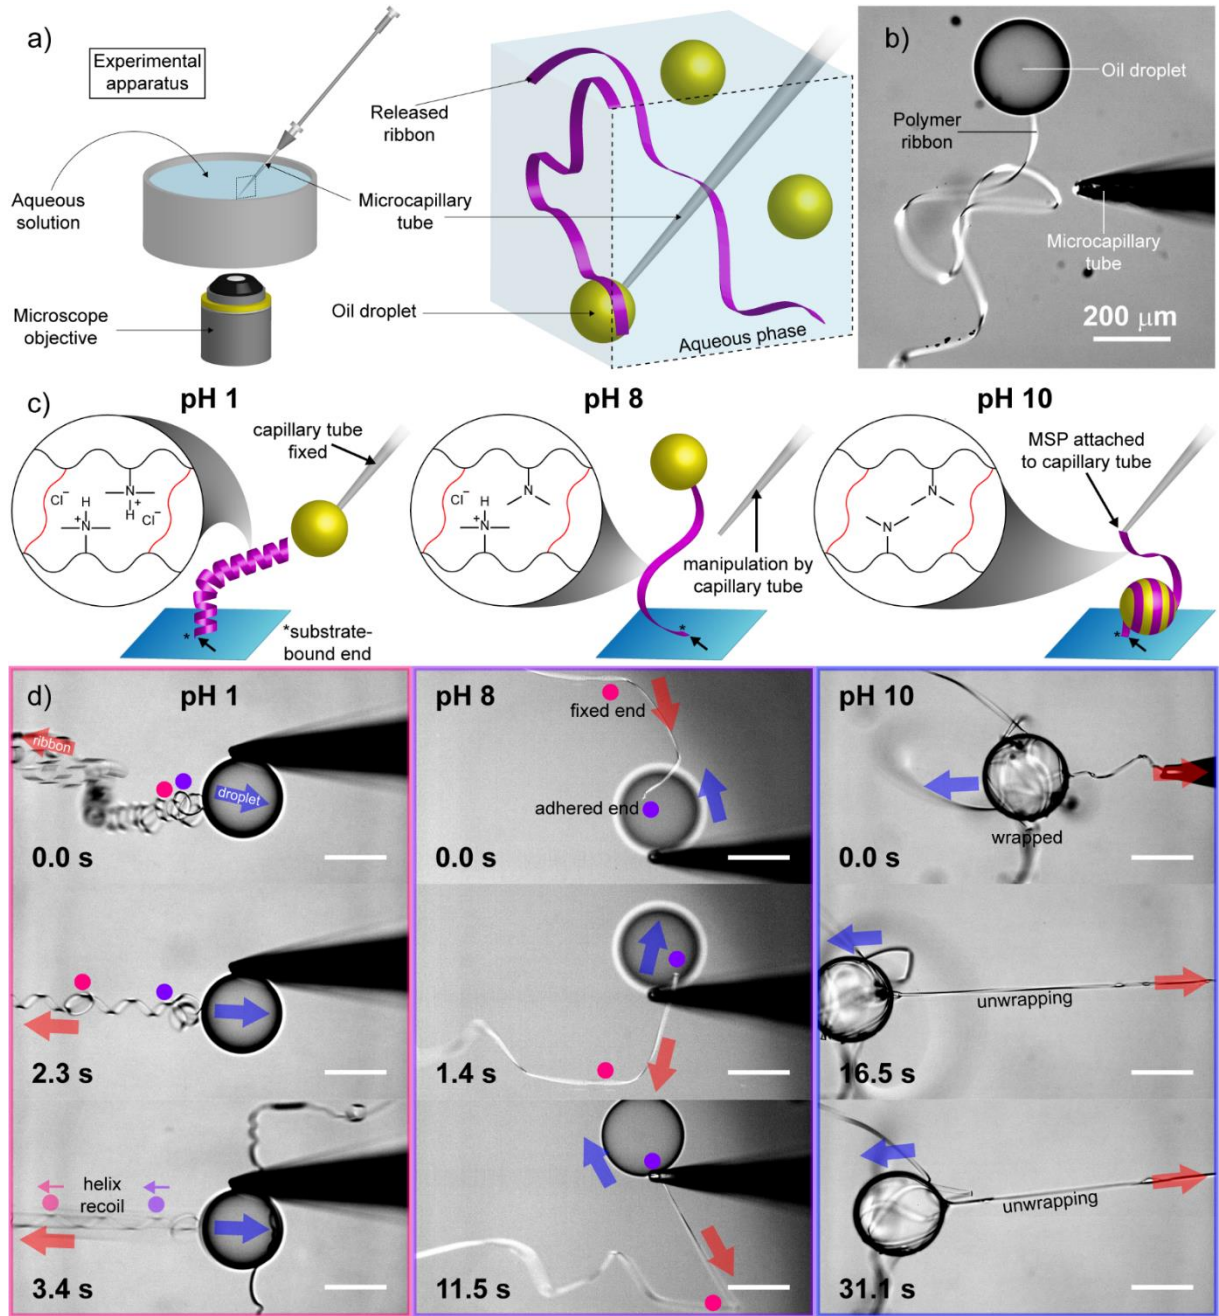 a)
Experimental
apparatus
Aqueous
solution
Microscope
objective
Released
ribbon
Microcapillary
tube
Oil droplet
Aqueous phase
b)
Oil droplet
Polymer
ribbon
Microcapillary
tube
200 μm
c)
pH 1
capillary tube
fixed
Cl⁻
H
N
+
N
+
H
Cl⁻
*
*substrate-
bound end
pH 8
Cl⁻
H
N
+
N
manipulation by
capillary tube
*
pH 10
N
N
MSP attached
to capillary tube
*
d)
pH 1
ribbon
droplet
0.0 s
2.3 s
helix
recoil
3.4 s
pH 8
fixed end
adhered end
0.0 s
1.4 s
11.5 s
pH 10
wrapped
0.0 s
unwrapping
16.5 s
unwrapping
31.1 s